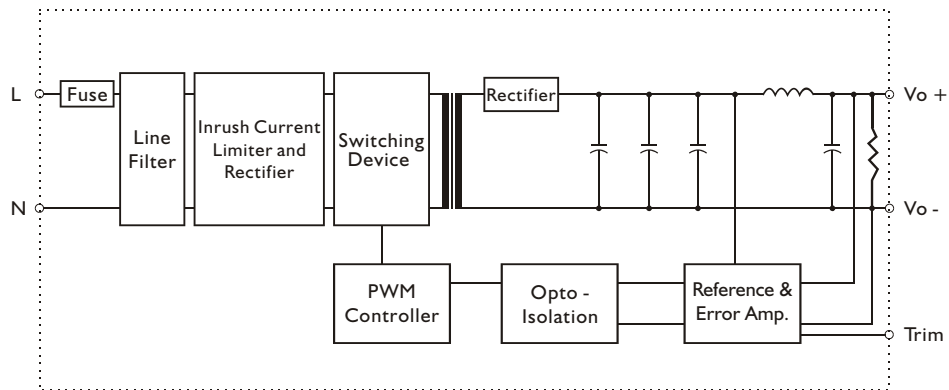 L
Fuse
Line
Filter
Inrush Current
Limiter and
Rectifier
Switching
Device
Rectifier
Vo +
N
Vo -
PWM
Controller
Opto -
Isolation
Reference &
Error Amp.
Trim